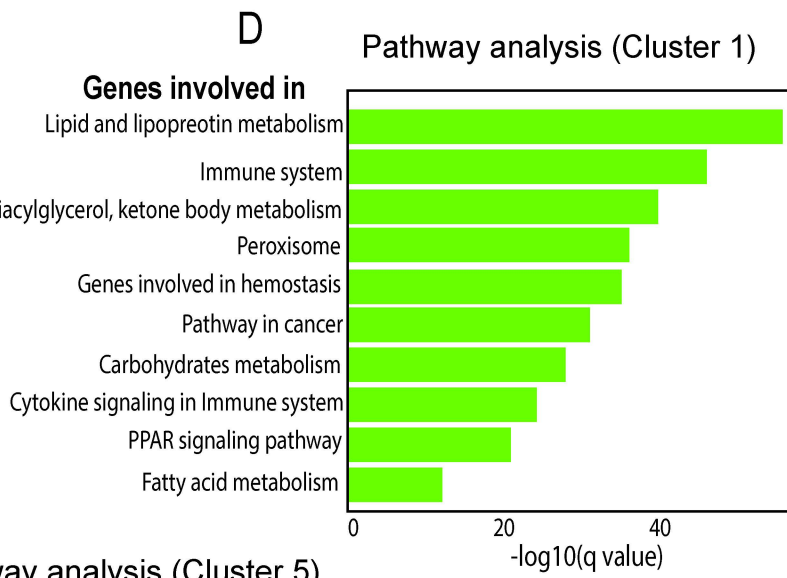 D
Pathway analysis (Cluster 1)
Genes involved in
Lipid and lipopreotin metabolism
Immune system
iacylglycerol, ketone body metabolism
Peroxisome
Genes involved in hemostasis
Pathway in cancer
Carbohydrates metabolism
Cytokine signaling in Immune system
PPAR signaling pathway
Fatty acid metabolism
0 20 40
-log10(q value)
way analysis (Cluster 5)